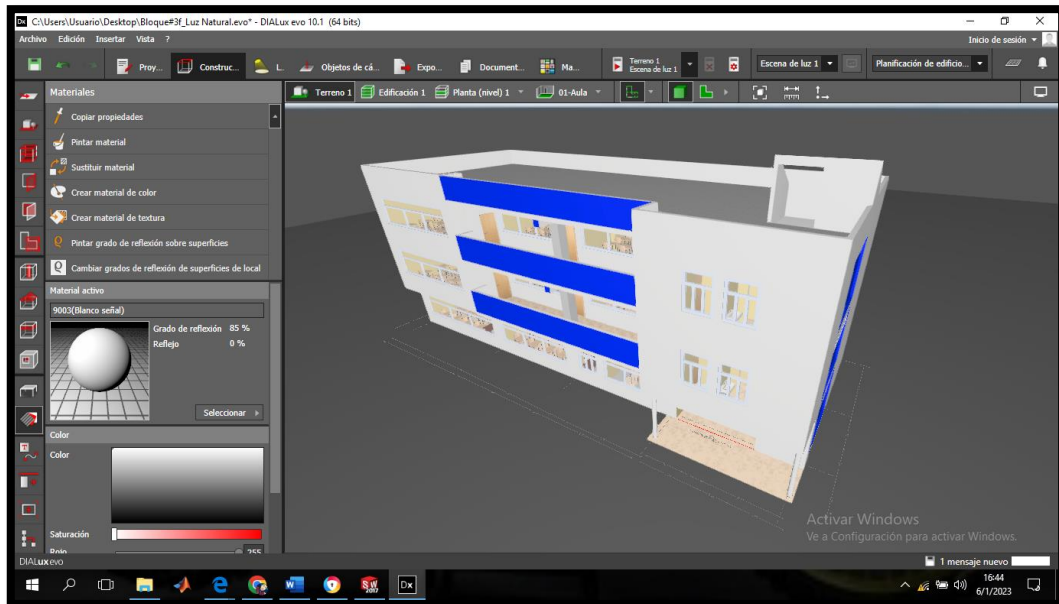 C:\Users\Usuario\Desktop\Bloque#3f_Luz Natural.evo* - DIALux evo 10.1 (64 bits)
Archivo Edición Insertar Vista ? Inicio de sesión
Proy... Construc... L... Objetos de cá... Expo... Document... Ma... Terreno 1 Escena de luz 1 Escena de luz 1 Planificación de edificio...
Materiales
Terreno 1 Edificación 1 Planta (nivel) 1 01-Aula
Copiar propiedades
Pintar material
Sustituir material
Crear material de color
Crear material de textura
Pintar grado de reflexión sobre superficies
Cambiar grados de reflexión de superficies de local
Material activo
9003(Blanco señal)
Grado de reflexión 85 %
Reflejo 0 %
Seleccionar
Color
Color
Saturación
Rojo 255
Activar Windows
Ve a Configuración para activar Windows.
DIALux evo 1 mensaje nuevo
16:44
6/1/2023